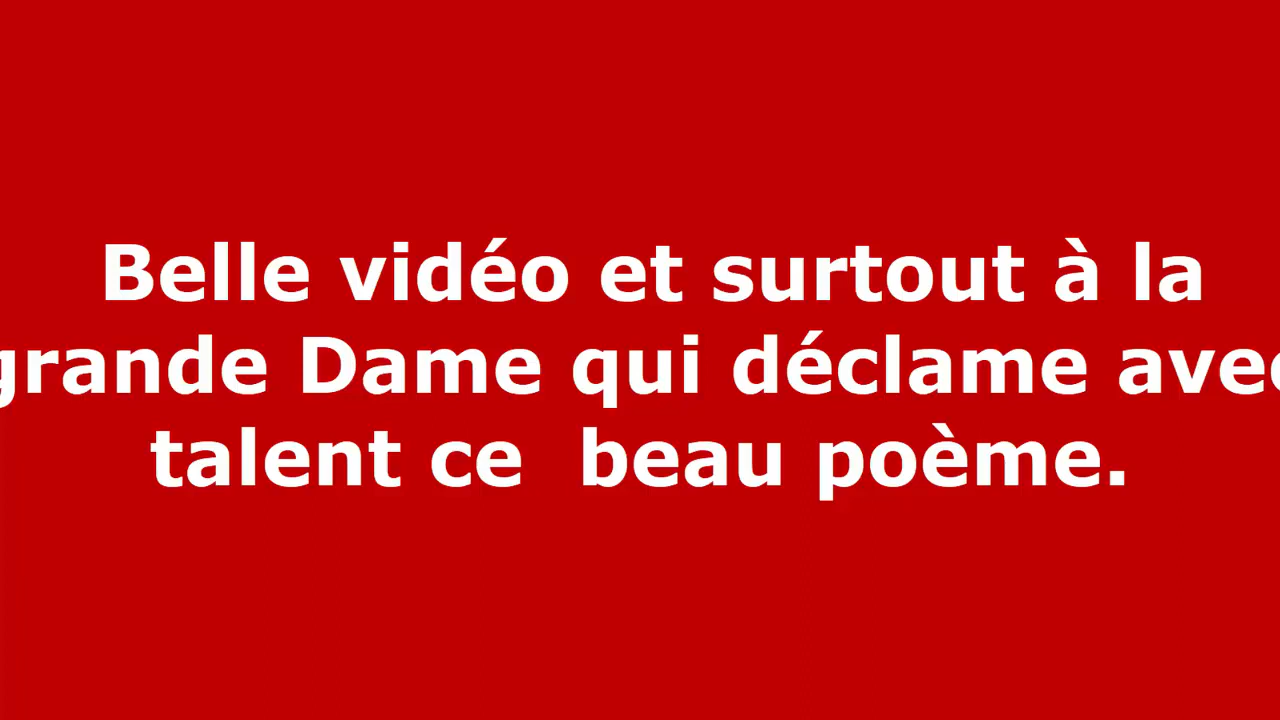 Belle vidéo et surtout à la
grande Dame qui déclame avec
talent ce  beau poème.